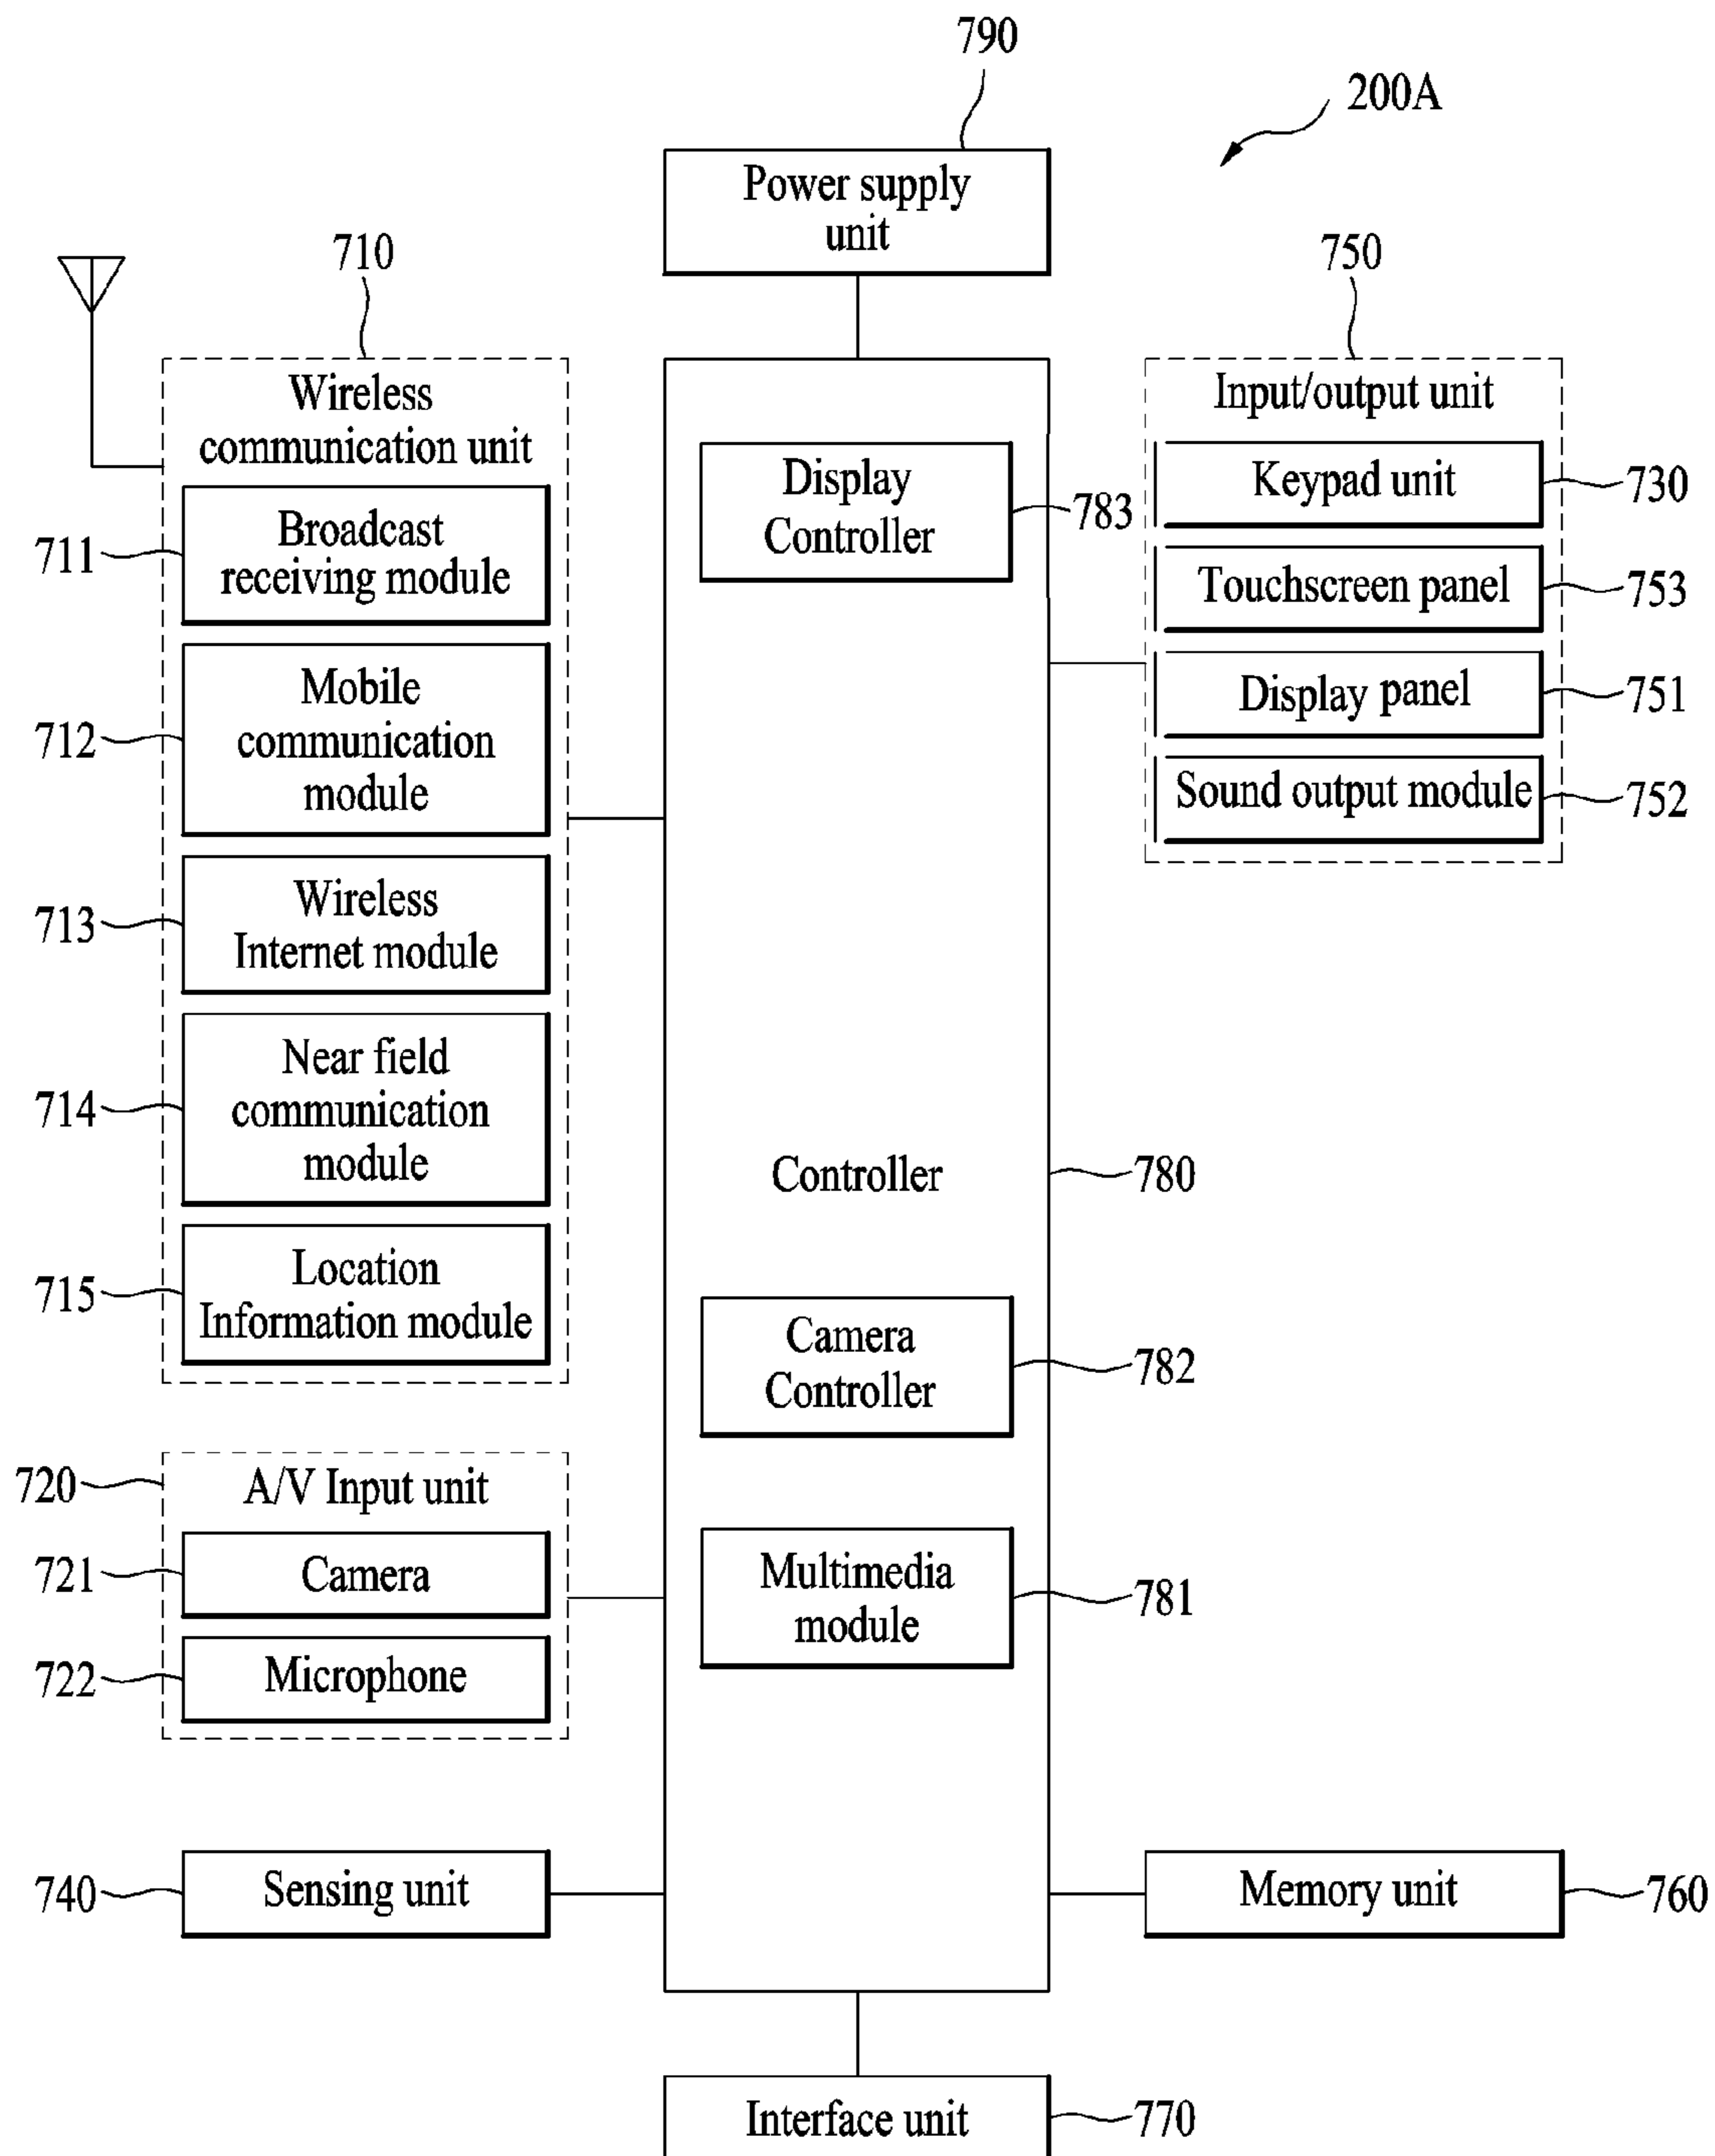 790
200A
Power supply
unit
710
750
Wireless
communication unit
711
Broadcast
receiving module
712
Mobile
communication
module
713
Wireless
Internet module
714
Near field
communication
module
715
Location
Information module
720
A/V Input unit
721
Camera
722
Microphone
740
Sensing unit
Display
Controller
783
Controller
780
Camera
Controller
782
Multimedia
module
781
Input/output unit
Keypad unit
730
Touchscreen panel
753
Display panel
751
Sound output module
752
Memory unit
760
Interface unit
770